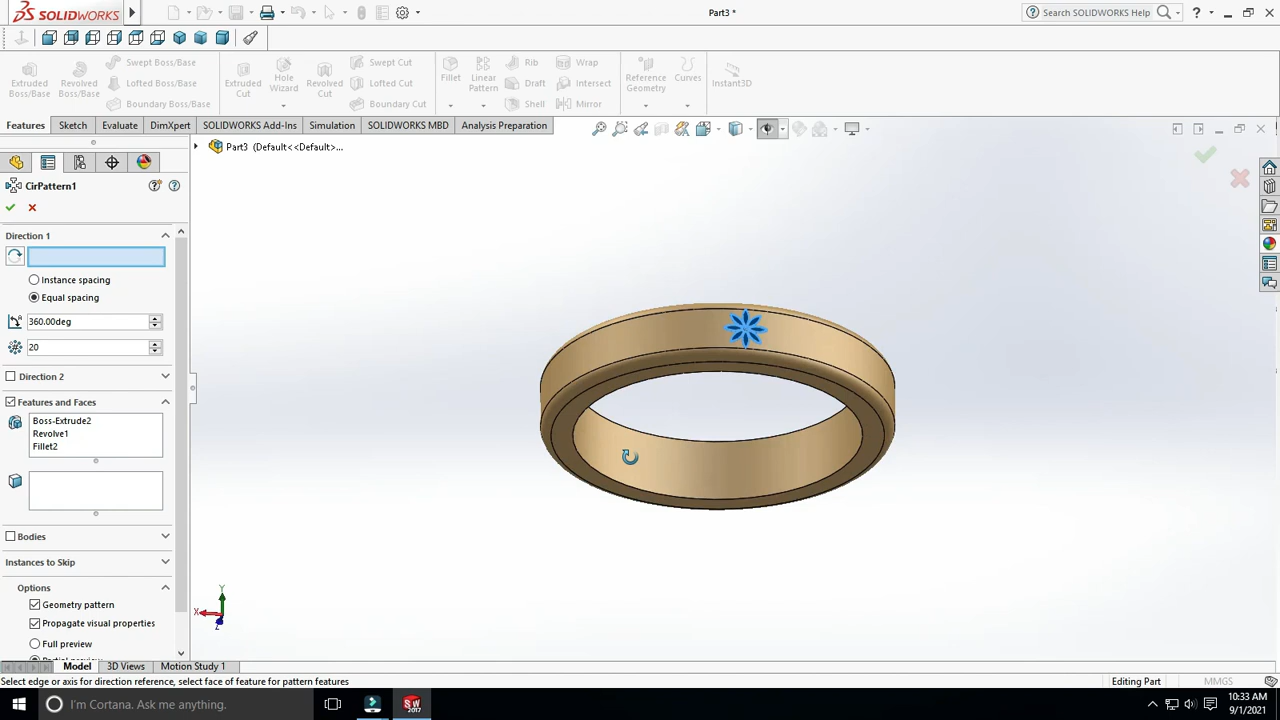 SOLIDWORKS
Part3 *
Search SOLIDWORKS Help
Extruded Boss/Base
Revolved Boss/Base
Swept Boss/Base
Lofted Boss/Base
Boundary Boss/Base
Extruded Cut
Hole Wizard
Revolved Cut
Swept Cut
Lofted Cut
Boundary Cut
Fillet
Linear Pattern
Rib
Draft
Shell
Wrap
Intersect
Mirror
Reference Geometry
Curves
Instant3D
Features
Sketch
Evaluate
DimXpert
SOLIDWORKS Add-Ins
Simulation
SOLIDWORKS MBD
Analysis Preparation
Part3 (Default<<Default>...
CirPattern1
Direction 1
Instance spacing
Equal spacing
360.00deg
20
Direction 2
Features and Faces
Boss-Extrude2
Revolve1
Fillet2
Bodies
Instances to Skip
Options
Geometry pattern
Propagate visual properties
Full preview
Y
X
Z
Model
3D Views
Motion Study 1
Select edge or axis for direction reference, select face of feature for pattern features
Editing Part
MMGS
I'm Cortana. Ask me anything.
SW
2017
10:33 AM
9/1/2021